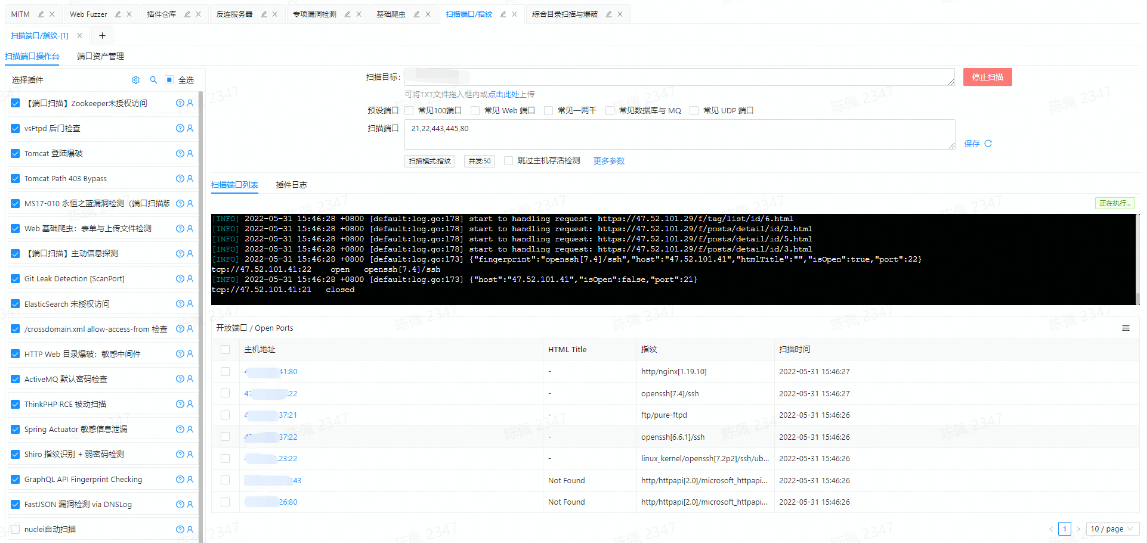 MITM
Web Fuzzer
插件仓库
反连服务器
专项漏洞检测
基础爬虫
扫描端口/指纹
综合目录扫描与爆破
扫描端口/指纹-[1]
扫描端口操作台 端口资产管理
选择插件 全选
【端口扫描】Zookeeper未授权访问
vsFtpd 后门检查
Tomcat 登陆爆破
Tomcat Path 403 Bypass
MS17-010 永恒之蓝漏洞检测（端口扫描版
Web 基础爬虫：表单与上传文件检测
【端口扫描】主动信息探测
Git Leak Detection [ScanPort]
ElasticSearch 未授权访问
/crossdomain.xml allow-access-from 检查
HTTP Web 目录爆破：敏感中间件
ActiveMQ 默认密码检查
ThinkPHP RCE 被动扫描
Spring Actuator 敏感信息泄漏
Shiro 指纹识别 + 弱密码检测
GraphQL API Fingerprint Checking
FastJSON 漏洞检测 via DNSLog
nuclei自动扫描
扫描目标: 停止扫描
可将TXT文件拖入框内或点击此处上传
预设端口 常见100端口 常见 Web 端口 常见一两千 常见数据库与 MQ 常见 UDP 端口
扫描端口 21,22,443,445,80 保存
扫描模式:指纹 并发:50 跳过主机存活检测 更多参数
扫描端口列表 插件日志
正在执行...
[INFO] 2022-05-31 15:46:28 +0800 [default:log.go:178] start to handling request: https://47.52.101.29/f/tag/list/id/6.html
[INFO] 2022-05-31 15:46:28 +0800 [default:log.go:178] start to handling request: https://47.52.101.29/f/posts/detail/id/2.html
[INFO] 2022-05-31 15:46:28 +0800 [default:log.go:178] start to handling request: https://47.52.101.29/f/posts/detail/id/5.html
[INFO] 2022-05-31 15:46:28 +0800 [default:log.go:178] start to handling request: https://47.52.101.29/f/posts/detail/id/3.html
[INFO] 2022-05-31 15:46:28 +0800 [default:log.go:173] {"fingerprint":"openssh[7.4]/ssh","host":"47.52.101.41","htmlTitle":"","isOpen":true,"port":22}
tcp://47.52.101.41:22 open openssh[7.4]/ssh
[INFO] 2022-05-31 15:46:28 +0800 [default:log.go:173] {"host":"47.52.101.41","isOpen":false,"port":21}
tcp://47.52.101.41:21 closed
开放端口 / Open Ports
主机地址 HTML Title 指纹 扫描时间
41:80 - http/nginx[1.19.10] 2022-05-31 15:46:27
:22 - openssh[7.4]/ssh 2022-05-31 15:46:27
37:21 - ftp/pure-ftpd 2022-05-31 15:46:26
37:22 - openssh[6.6.1]/ssh 2022-05-31 15:46:26
23:22 - linux_kernel/openssh[7.2p2]/ssh/ub... 2022-05-31 15:46:26
43 Not Found http/httpapi[2.0]/microsoft_httpapi... 2022-05-31 15:46:26
26:80 Not Found http/httpapi[2.0]/microsoft_httpapi... 2022-05-31 15:46:26
1 10 / page